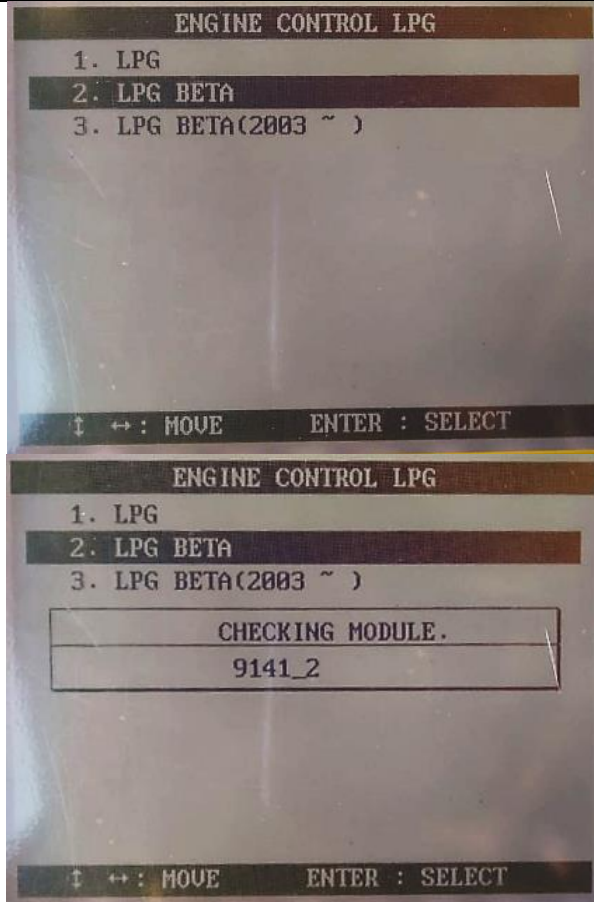 ENGINE CONTROL LPG
1. LPG
2. LPG BETA
3. LPG BETA(2003 ~ )
↕ ↔ : MOVE ENTER : SELECT
ENGINE CONTROL LPG
1. LPG
2. LPG BETA
3. LPG BETA(2003 ~ )
CHECKING MODULE.
9141_2
↕ ↔ : MOVE ENTER : SELECT